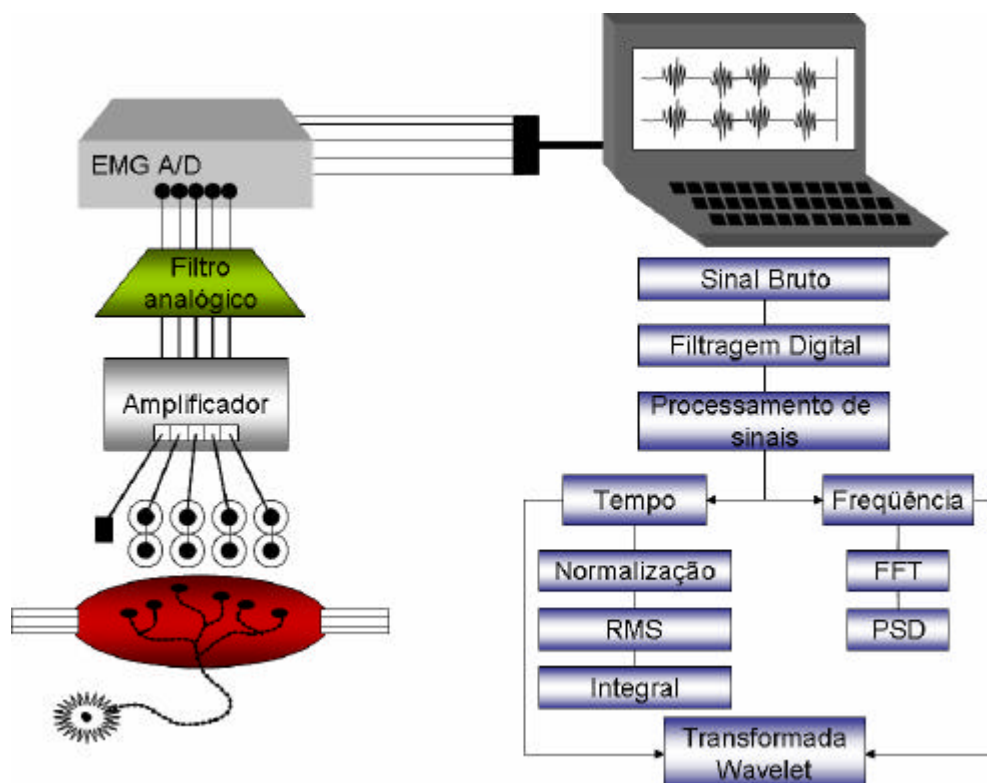 EMG A/D
Filtro
analógico
Amplificador
Sinal Bruto
Filtragem Digital
Processamento de
sinais
Tempo
Freqüência
Normalização
FFT
RMS
PSD
Integral
Transformada
Wavelet